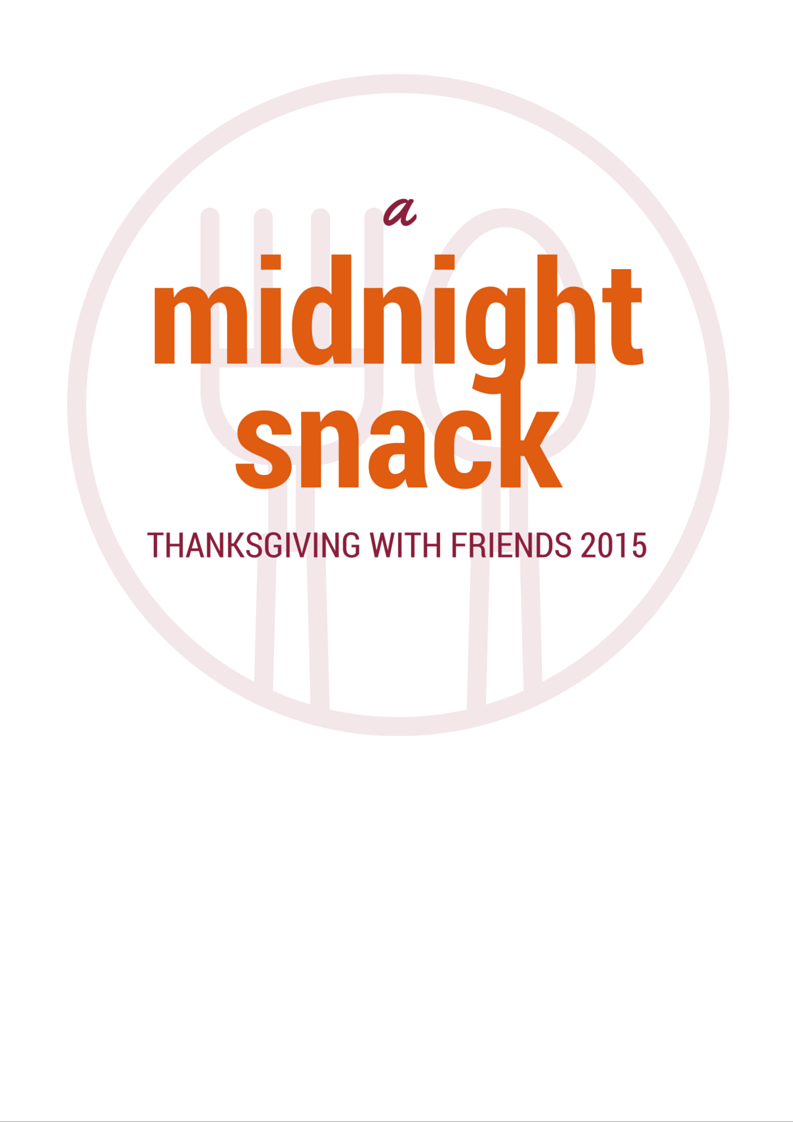 a
midnight
snack
THANKSGIVING WITH FRIENDS 2015